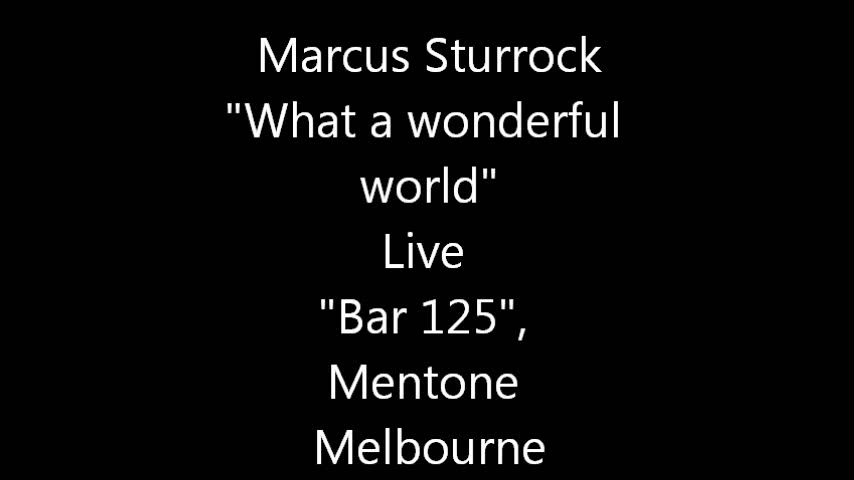 Marcus Sturrock
"What a wonderful
world"
Live
"Bar 125",
Mentone
Melbourne